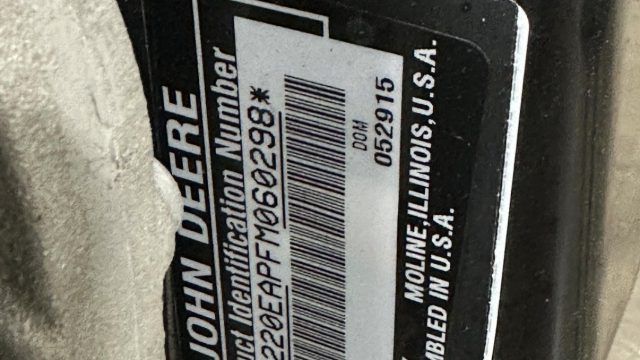 JOHN DEERE
uct Identification Number
220EAPFM060298*
DOM
052915
MOLINE, ILLINOIS, U.S.A.
MBLED IN U.S.A.